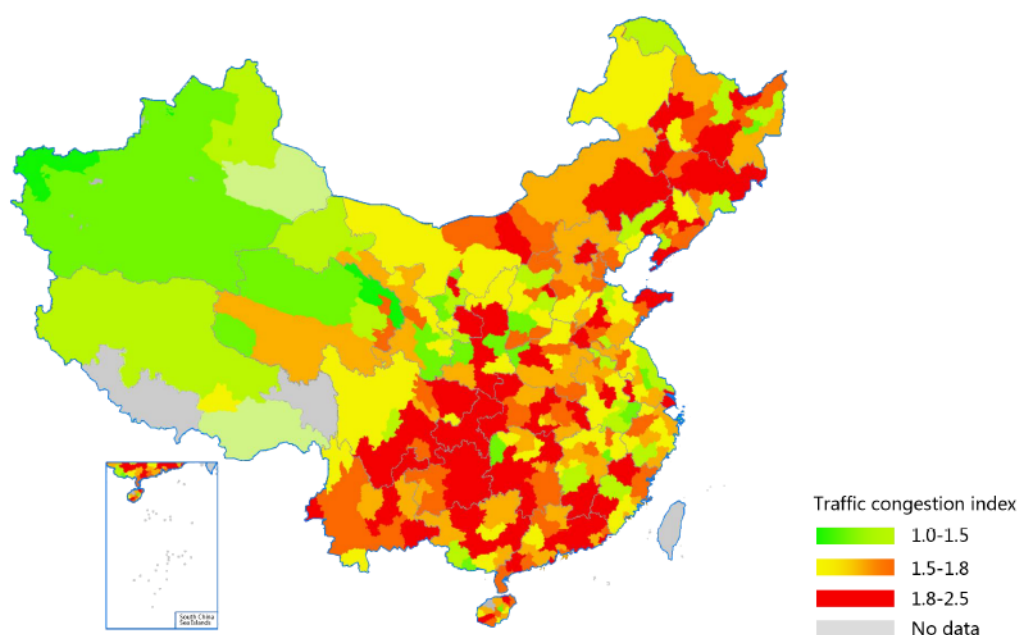 South China
Sea Islands
Traffic congestion index
1.0-1.5
1.5-1.8
1.8-2.5
No data